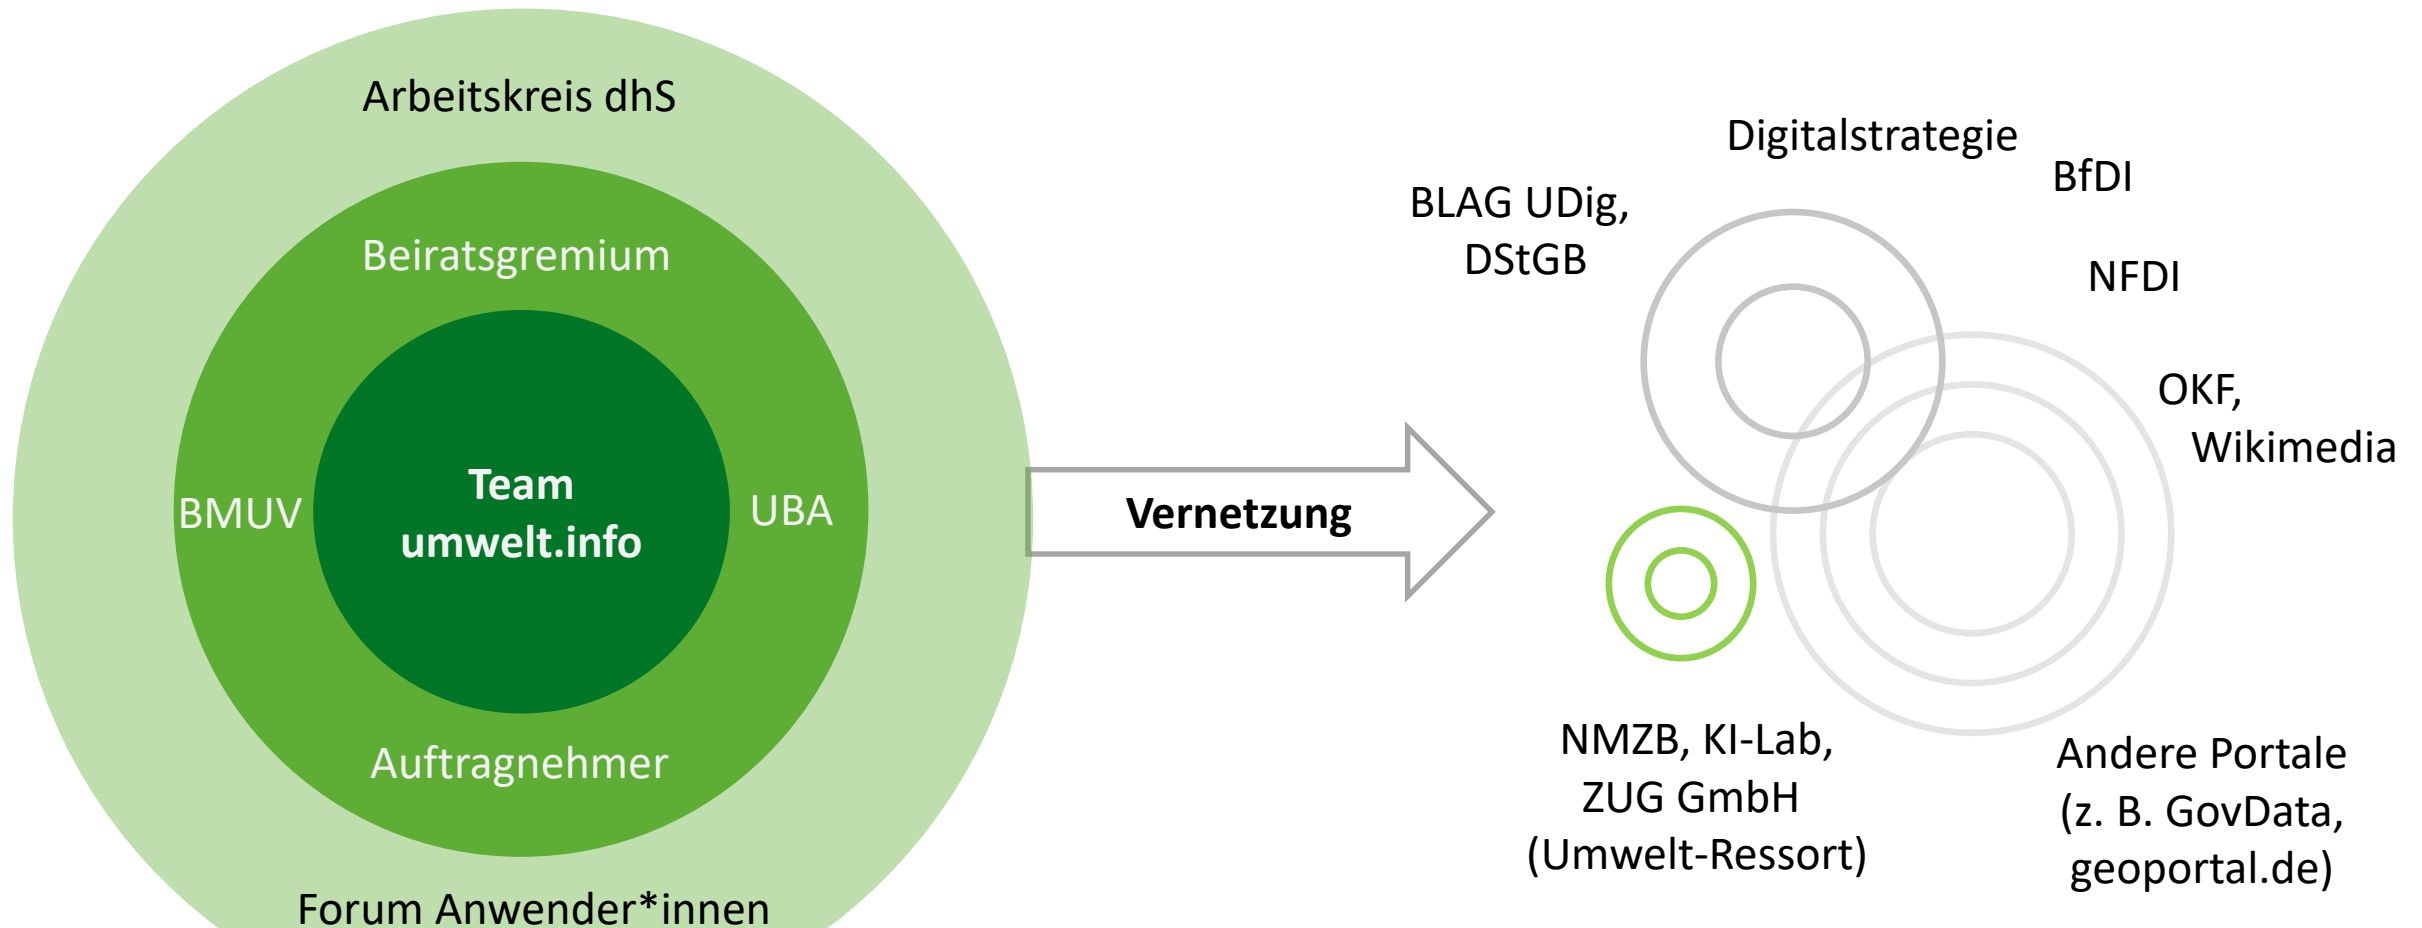 Arbeitskreis dhS
Beiratsgremium
BMUV
Team
umwelt.info
UBA
Auftragnehmer
Forum Anwender*innen
Vernetzung
Digitalstrategie
BfDI
BLAG UDig,
DStGB
NFDI
OKF,
Wikimedia
NMZB, KI-Lab,
ZUG GmbH
(Umwelt-Ressort)
Andere Portale
(z. B. GovData,
geoportal.de)